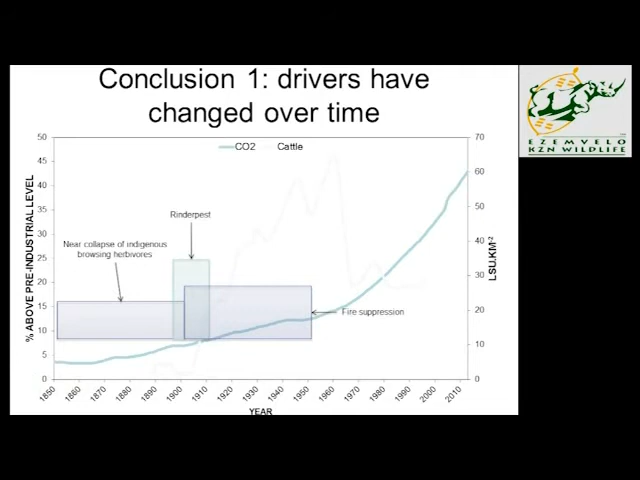 Conclusion 1: drivers have
changed over time
EZEMVELO
KZN WILDLIFE
CO2 Cattle
% ABOVE PRE-INDUSTRIAL LEVEL
50
45
40
35
30
25
20
15
10
5
0
Rinderpest
Near collapse of indigenous
browsing herbivores
Fire suppression
70
60
50
40
30
20
10
0
LSU.KM-2
1850 1860 1870 1880 1890 1900 1910 1920 1930 1940 1950 1960 1970 1980 1990 2000 2010
YEAR